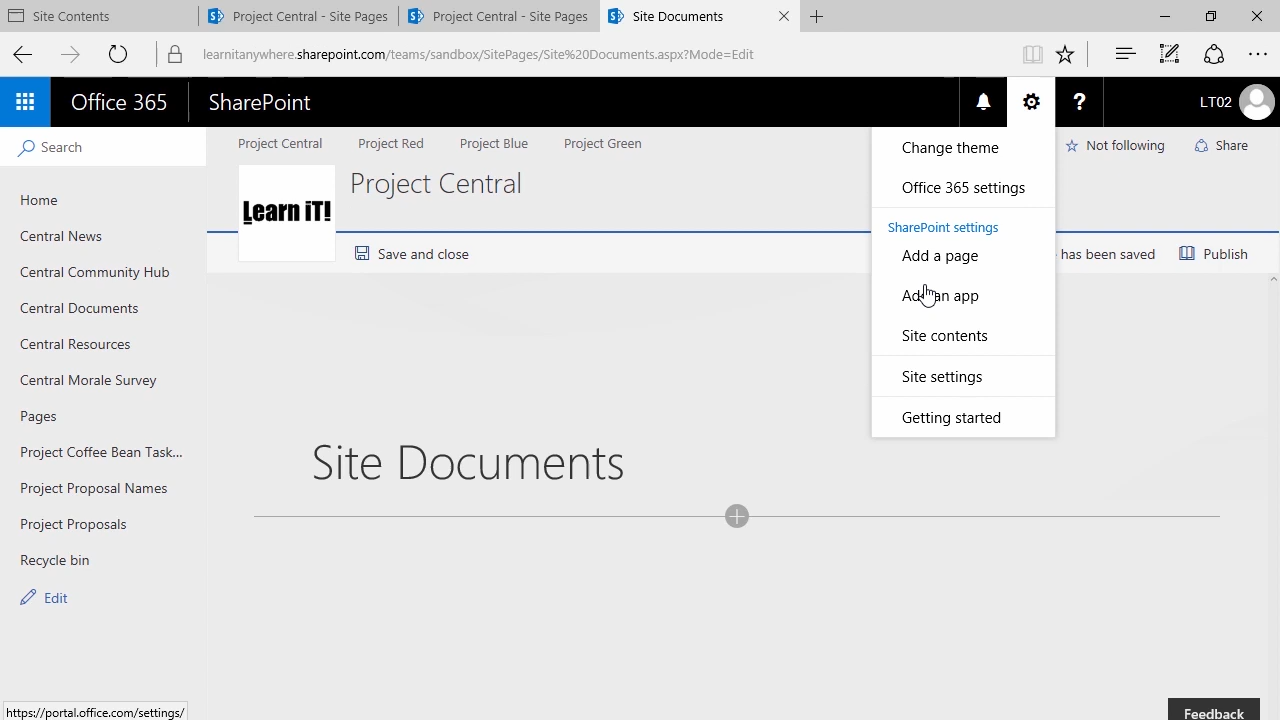 Site Contents
Project Central - Site Pages
Project Central - Site Pages
Site Documents
learnitanywhere.sharepoint.com/teams/sandbox/SitePages/Site%20Documents.aspx?Mode=Edit
Office 365
SharePoint
?
LT02
Search
Home
Central News
Central Community Hub
Central Documents
Central Resources
Central Morale Survey
Pages
Project Coffee Bean Task...
Project Proposal Names
Project Proposals
Recycle bin
Edit
Project Central
Project Red
Project Blue
Project Green
Not following
Share
Learn iT!
Project Central
Save and close
has been saved
Publish
Change theme
Office 365 settings
SharePoint settings
Add a page
Add an app
Site contents
Site settings
Getting started
Site Documents
https://portal.office.com/settings/
Feedback